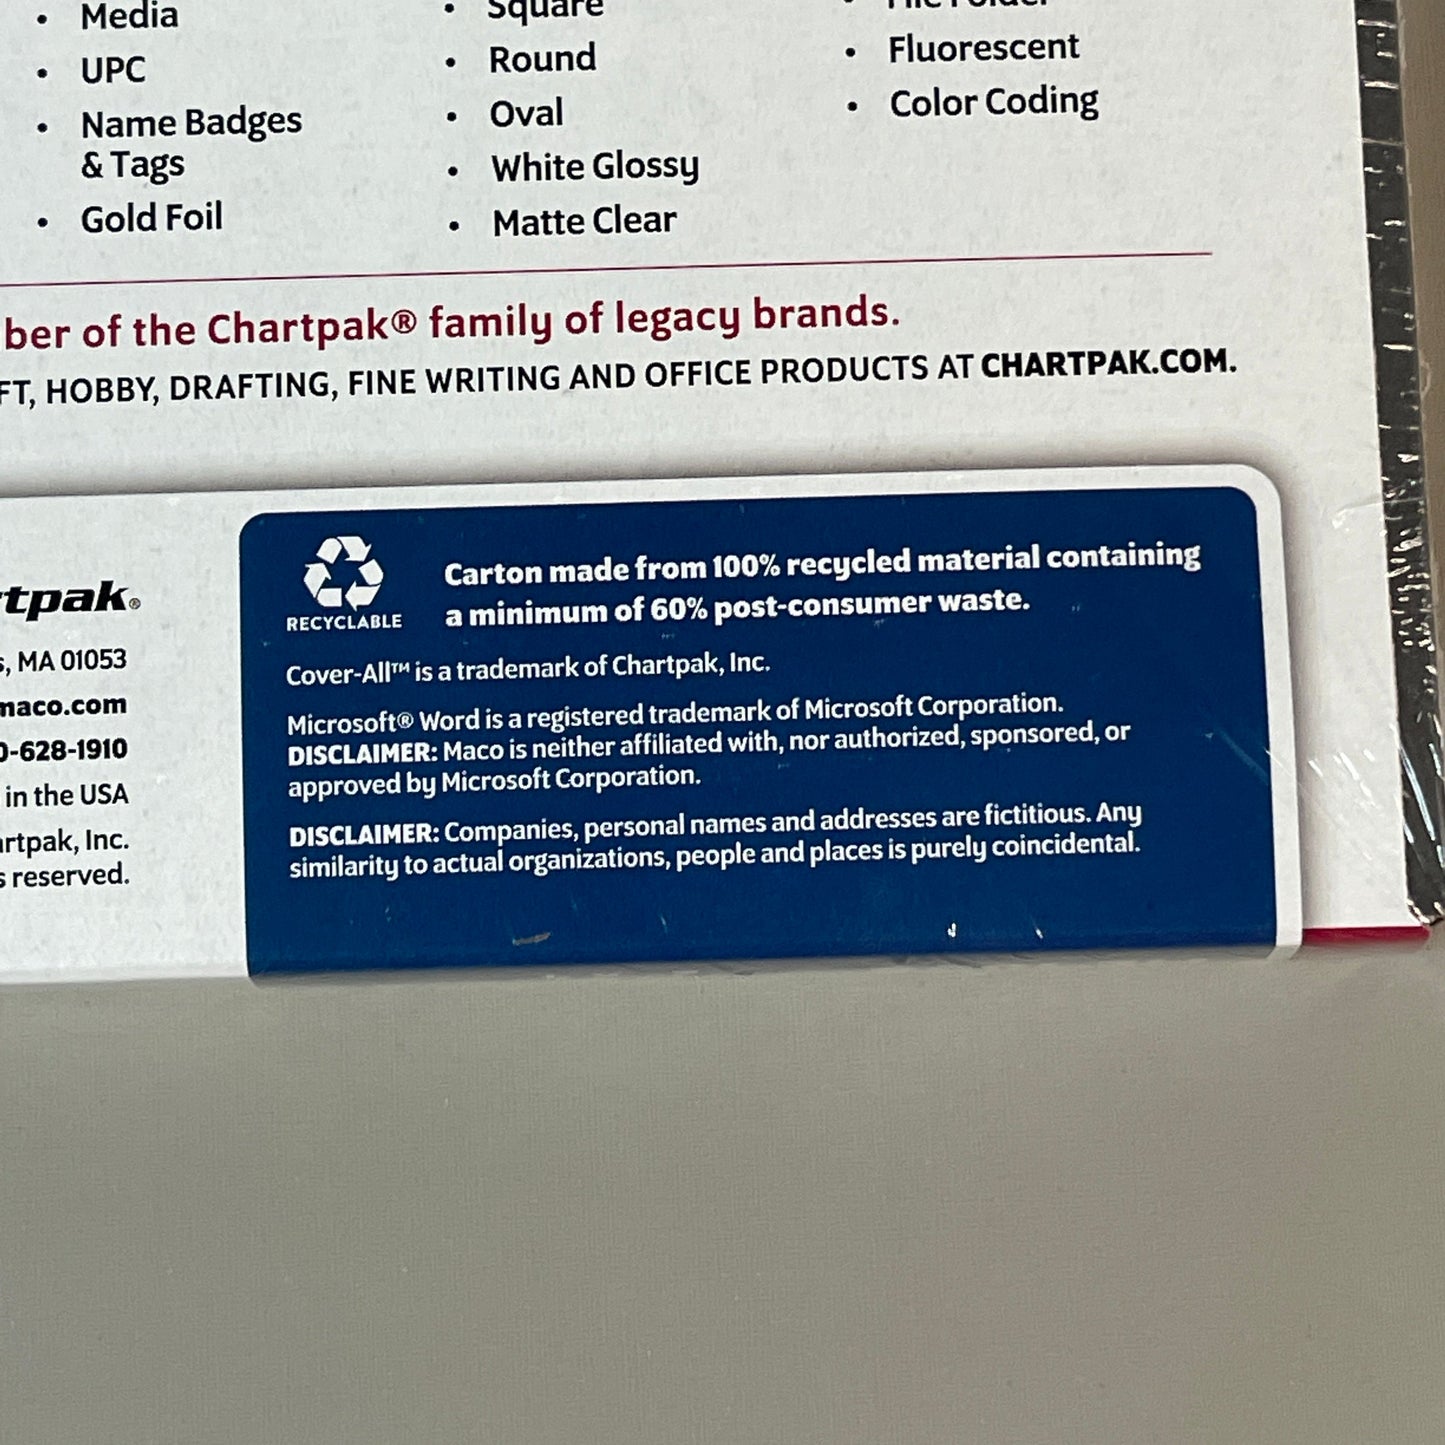 • Media
• UPC
• Name Badges
& Tags
• Gold Foil
• Square
• Round
• Oval
• White Glossy
• Matte Clear
• Fluorescent
• Color Coding
ber of the Chartpak® family of legacy brands.
FT, HOBBY, DRAFTING, FINE WRITING AND OFFICE PRODUCTS AT CHARTPAK.COM.
rtpak®
s, MA 01053
maco.com
0-628-1910
in the USA
artpak, Inc.
s reserved.
RECYCLABLE
Carton made from 100% recycled material containing
a minimum of 60% post-consumer waste.
Cover-All™ is a trademark of Chartpak, Inc.
Microsoft® Word is a registered trademark of Microsoft Corporation.
DISCLAIMER: Maco is neither affiliated with, nor authorized, sponsored, or
approved by Microsoft Corporation.
DISCLAIMER: Companies, personal names and addresses are fictitious. Any
similarity to actual organizations, people and places is purely coincidental.